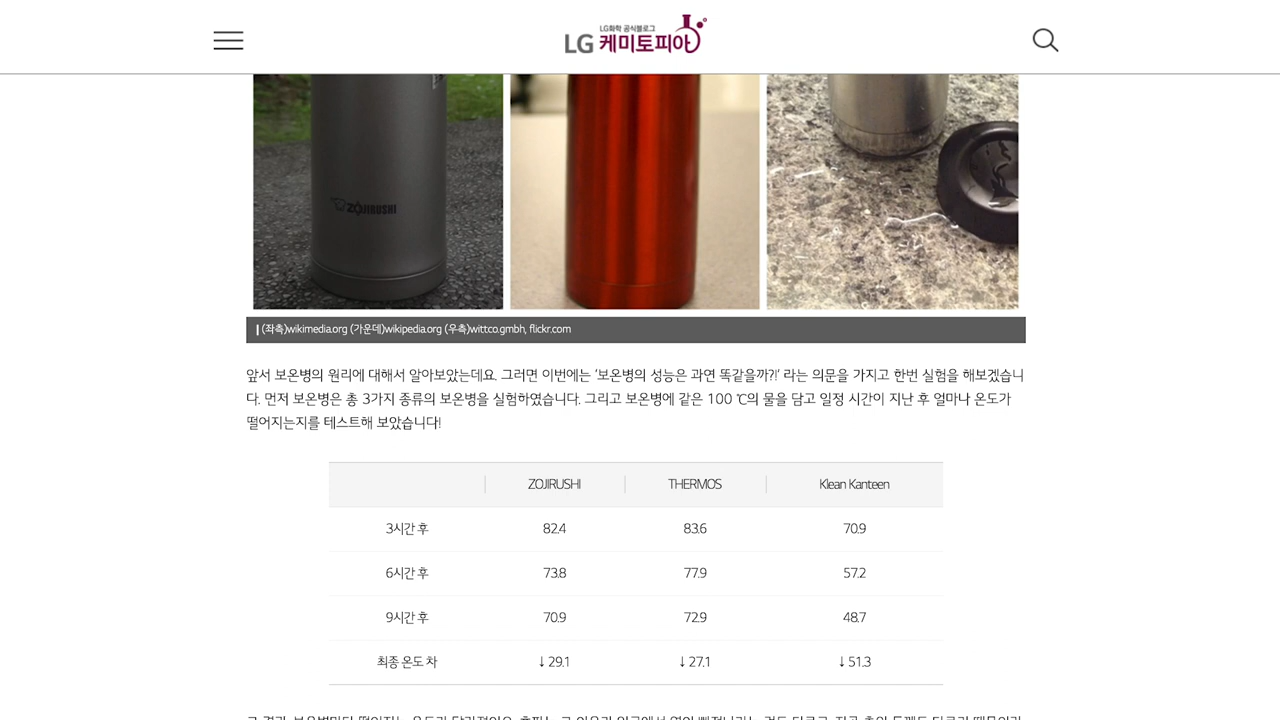 LG화학 공식블로그
LG 케미토피아
ZOJIRUSHI
(좌측)wikimedia.org (가운데)wikipedia.org (우측)wittco.gmbh, flickr.com
앞서 보온병의 원리에 대해서 알아보았는데요. 그러면 이번에는 '보온병의 성능은 과연 똑같을까?!' 라는 의문을 가지고 한번 실험을 해보겠습니
다. 먼저 보온병은 총 3가지 종류의 보온병을 실험하였습니다. 그리고 보온병에 같은 100 ℃의 물을 담고 일정 시간이 지난 후 얼마나 온도가
떨어지는지를 테스트해 보았습니다!
ZOJIRUSHI THERMOS Klean Kanteen
3시간 후 82.4 83.6 70.9
6시간 후 73.8 77.9 57.2
9시간 후 70.9 72.9 48.7
최종 온도 차 ↓ 29.1 ↓ 27.1 ↓ 51.3